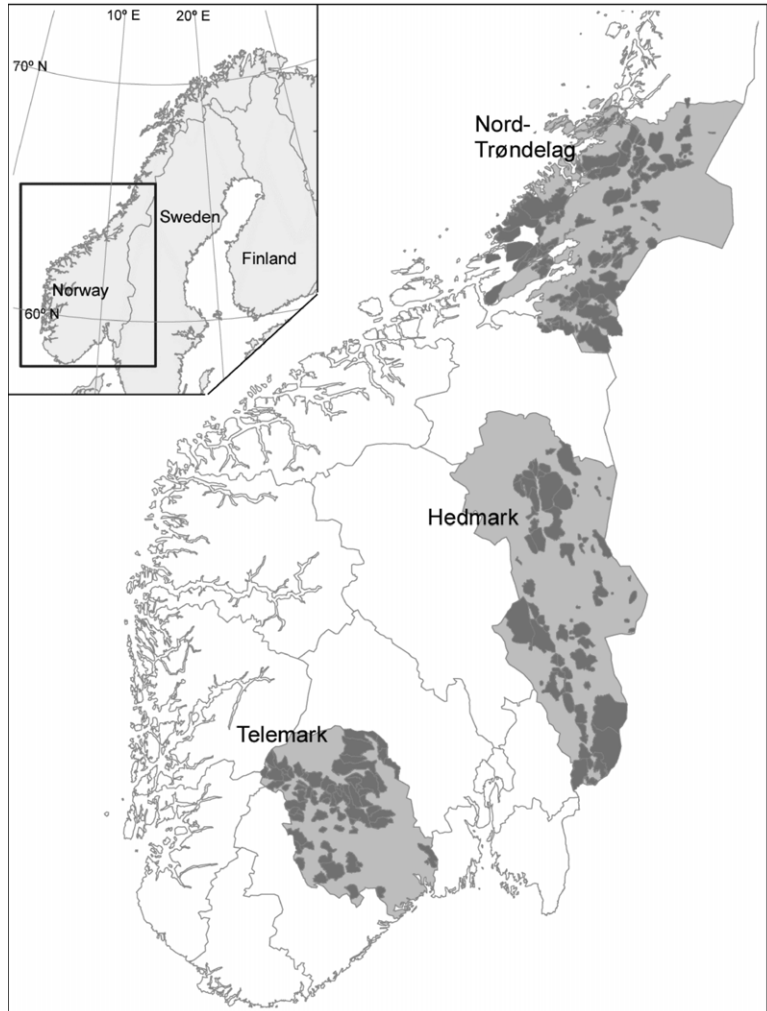 10º E
20º E
70º N
Sweden
Finland
Norway
60º N
Nord-
Trøndelag
Hedmark
Telemark